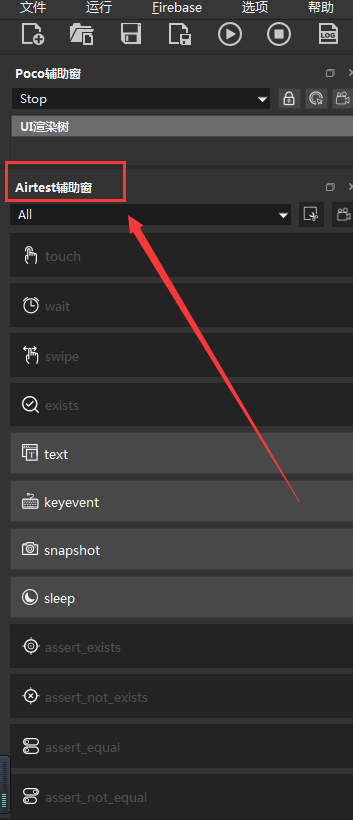 文件 运行 Firebase 选项 帮助
LOG
Poco辅助窗
Stop
UI渲染树
Airtest辅助窗
All
touch
wait
swipe
exists
text
keyevent
snapshot
sleep
assert_exists
assert_not_exists
assert_equal
assert_not_equal